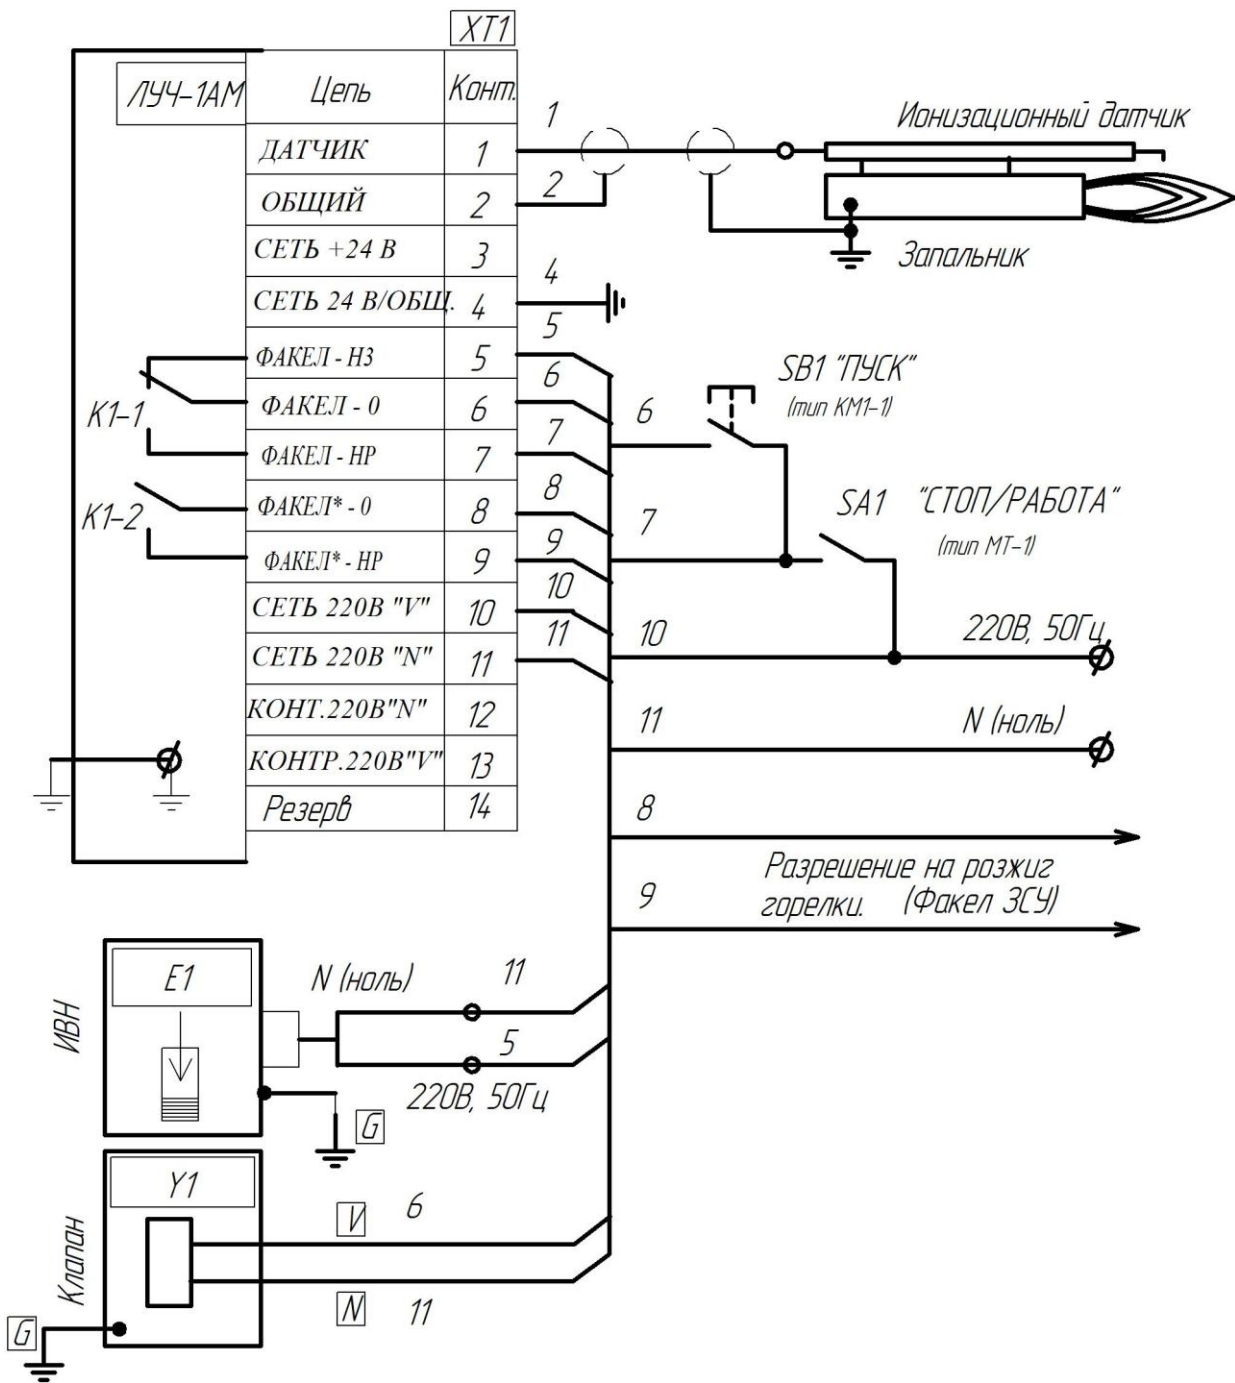 XT1
ЛУЧ-1АМ
Цепь
Конт.
ДАТЧИК
1
ОБЩИЙ
2
СЕТЬ +24 В
3
СЕТЬ 24 В/ОБЩ.
4
ФАКЕЛ - НЗ
5
ФАКЕЛ - 0
6
ФАКЕЛ - НР
7
ФАКЕЛ* - 0
8
ФАКЕЛ* - НР
9
СЕТЬ 220В "V"
10
СЕТЬ 220В "N"
11
КОНТ.220В"N"
12
КОНТР.220В"V"
13
Резерв
14
К1-1
К1-2
1
2
4
5
6
7
8
9
10
11
Ионизационный датчик
Запальник
6
SB1 "ПУСК"
(тип КМ1-1)
7
SA1 "СТОП/РАБОТА"
(тип МТ-1)
10
220В, 50Гц
11
N (ноль)
8
Разрешение на розжиг
горелки. (Факел ЗСУ)
9
ИВН
E1
N (ноль)
11
5
220В, 50Гц
G
Клапан
Y1
V
6
N
11
G